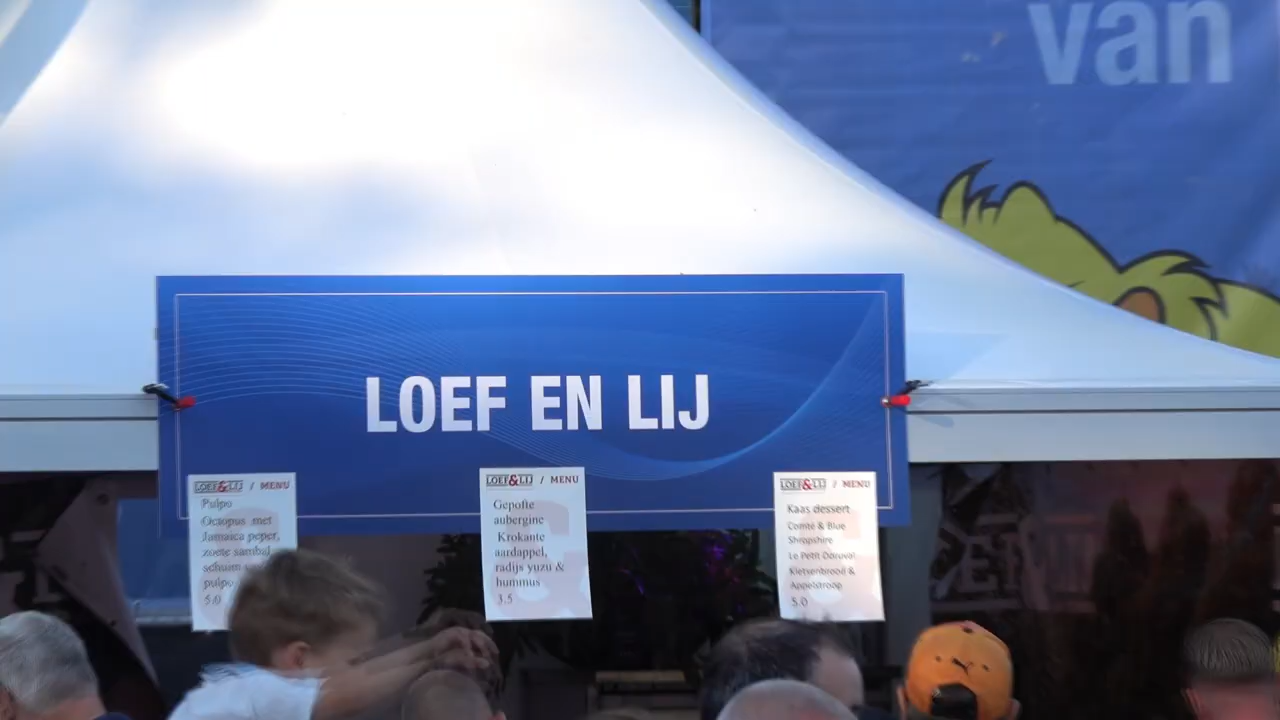 van
LOEF EN LIJ
LOEF&LIJ / MENU
Pulpo
Octopus met
Jamaica peper,
zoete sambal
schuim
pulpo
5.0
LOEF&LIJ / MENU
Gepofte
aubergine
Krokante
aardappel,
radijs yuzu &
hummus
3.5
LOEF&LIJ / MENU
Kaas dessert
Comté & Blue
Shropshire
Le Petit Doruvael
Kletsenbrood &
Appelstroop
5.0